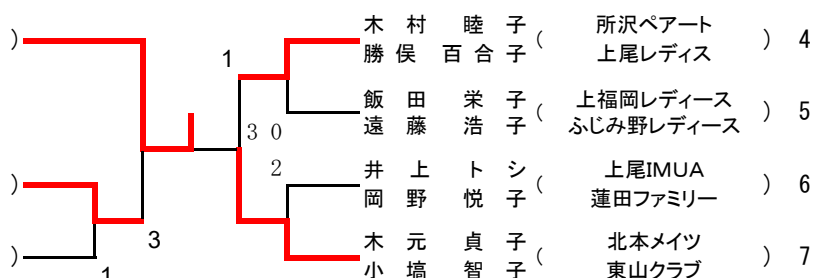 ) 木村 睦子 ( 所沢ペアート ) 4
勝俣 百合子 上尾レディス
1
飯田 栄子 ( 上福岡レディース ) 5
遠藤 浩子 ふじみ野レディース
3 0
2
井上 トシ ( 上尾IMUA ) 6
) 岡野 悦子 蓮田ファミリー
3
) 木元 貞子 ( 北本メイツ ) 7
1 小塙 智子 東山クラブ